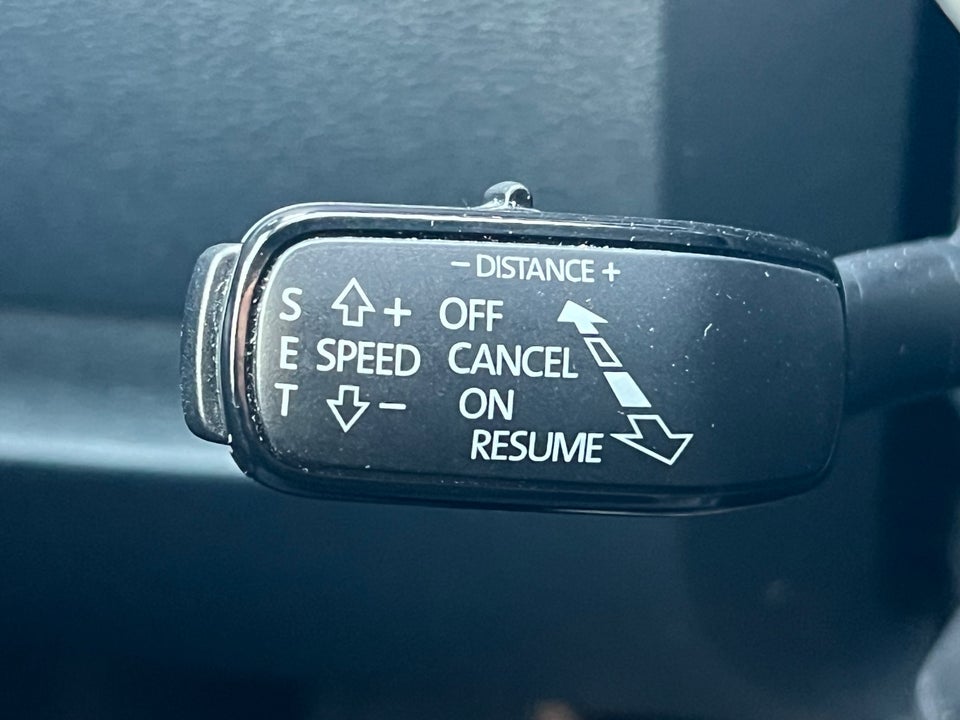 − DISTANCE +
S + OFF
E SPEED CANCEL
T − ON
RESUME